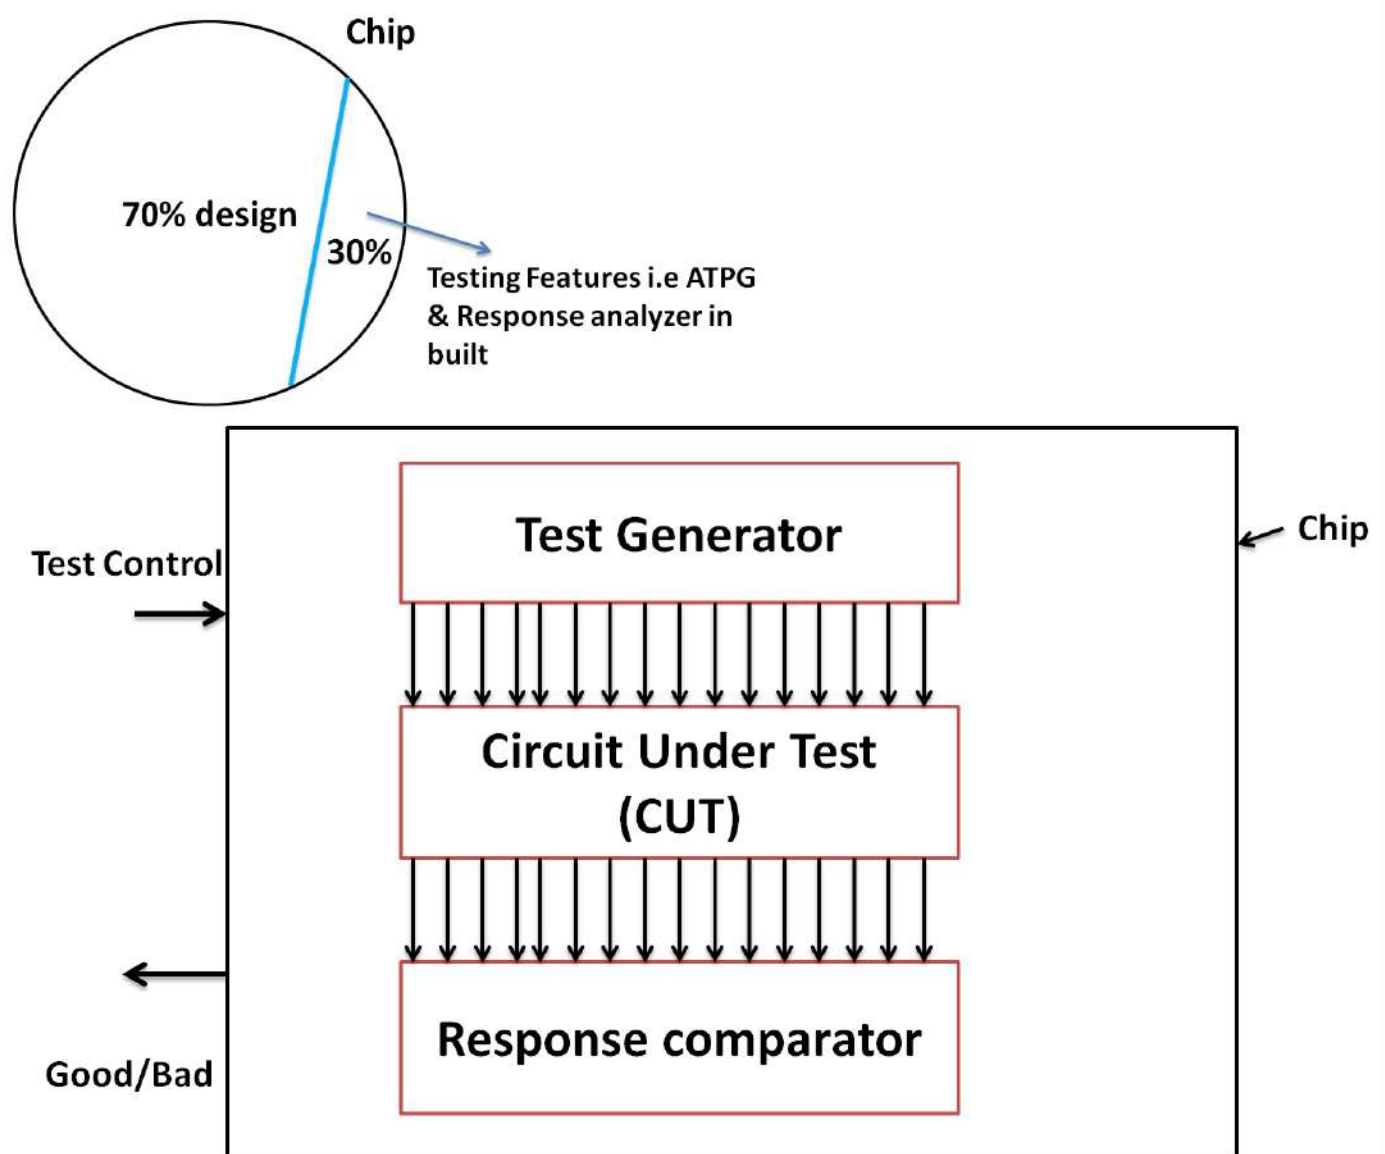 Chip
70% design
30%
Testing Features i.e ATPG
& Response analyzer in
built
Test Generator
Chip
Test Control
Circuit Under Test
(CUT)
Response comparator
Good/Bad